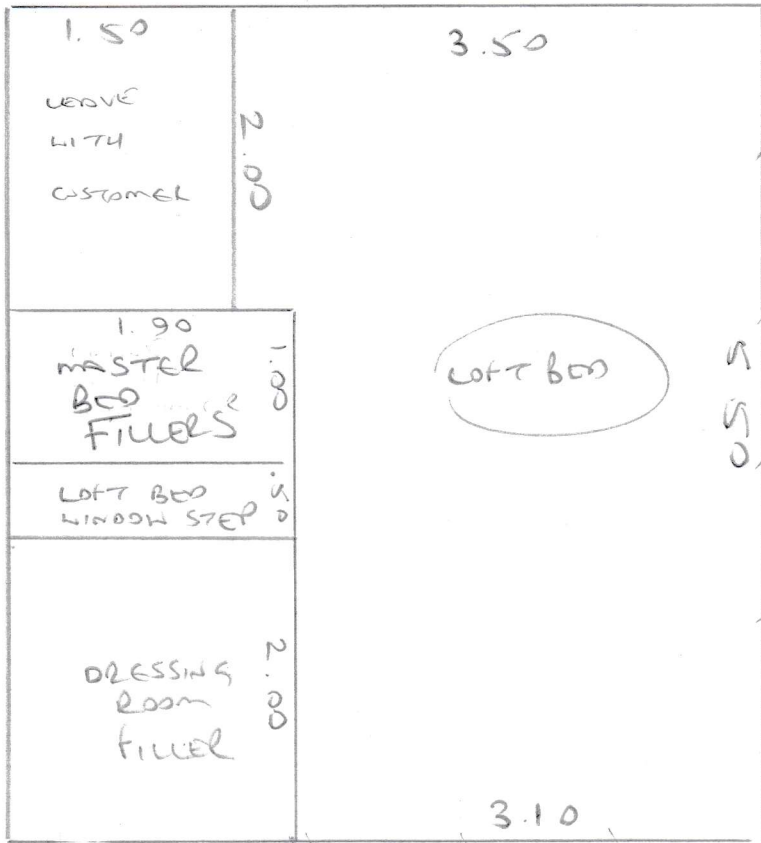 1.50
3.50
LEAVE
WITH
CUSTOMER
2.00
1.90
MASTER
BED
FILLERS
1.00
LOFT BED
5.50
LOFT BED
WINDOW STEP
.50
DRESSING
ROOM
FILLER
2.00
3.10